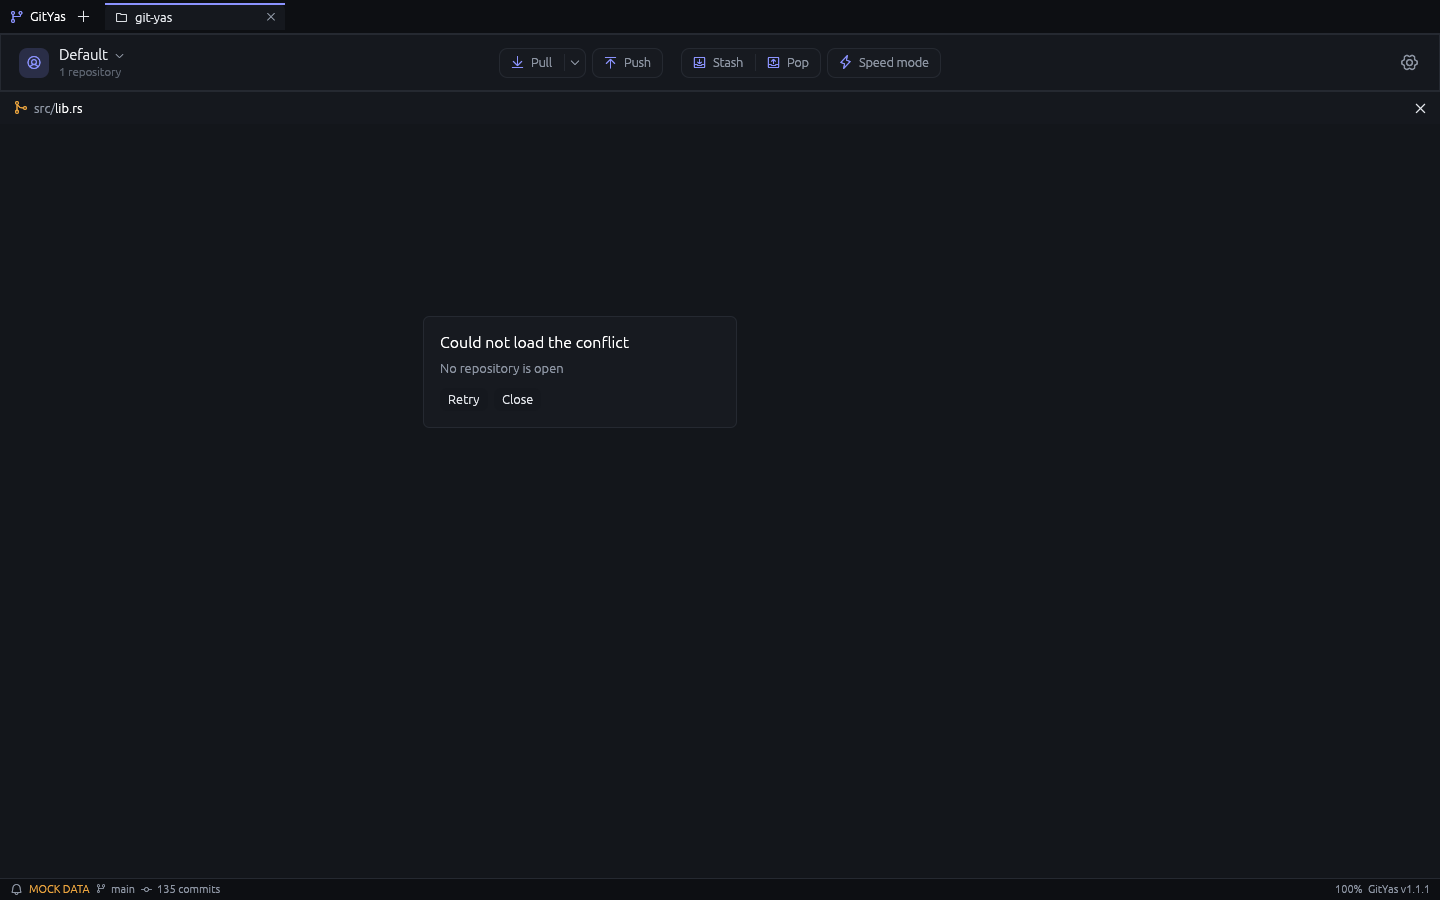 GitYas
git-yas
Default
1 repository
Pull
Push
Stash
Pop
Speed mode
src/lib.rs
Could not load the conflict
No repository is open
Retry Close
MOCK DATA main 135 commits
100% GitYas v1.1.1